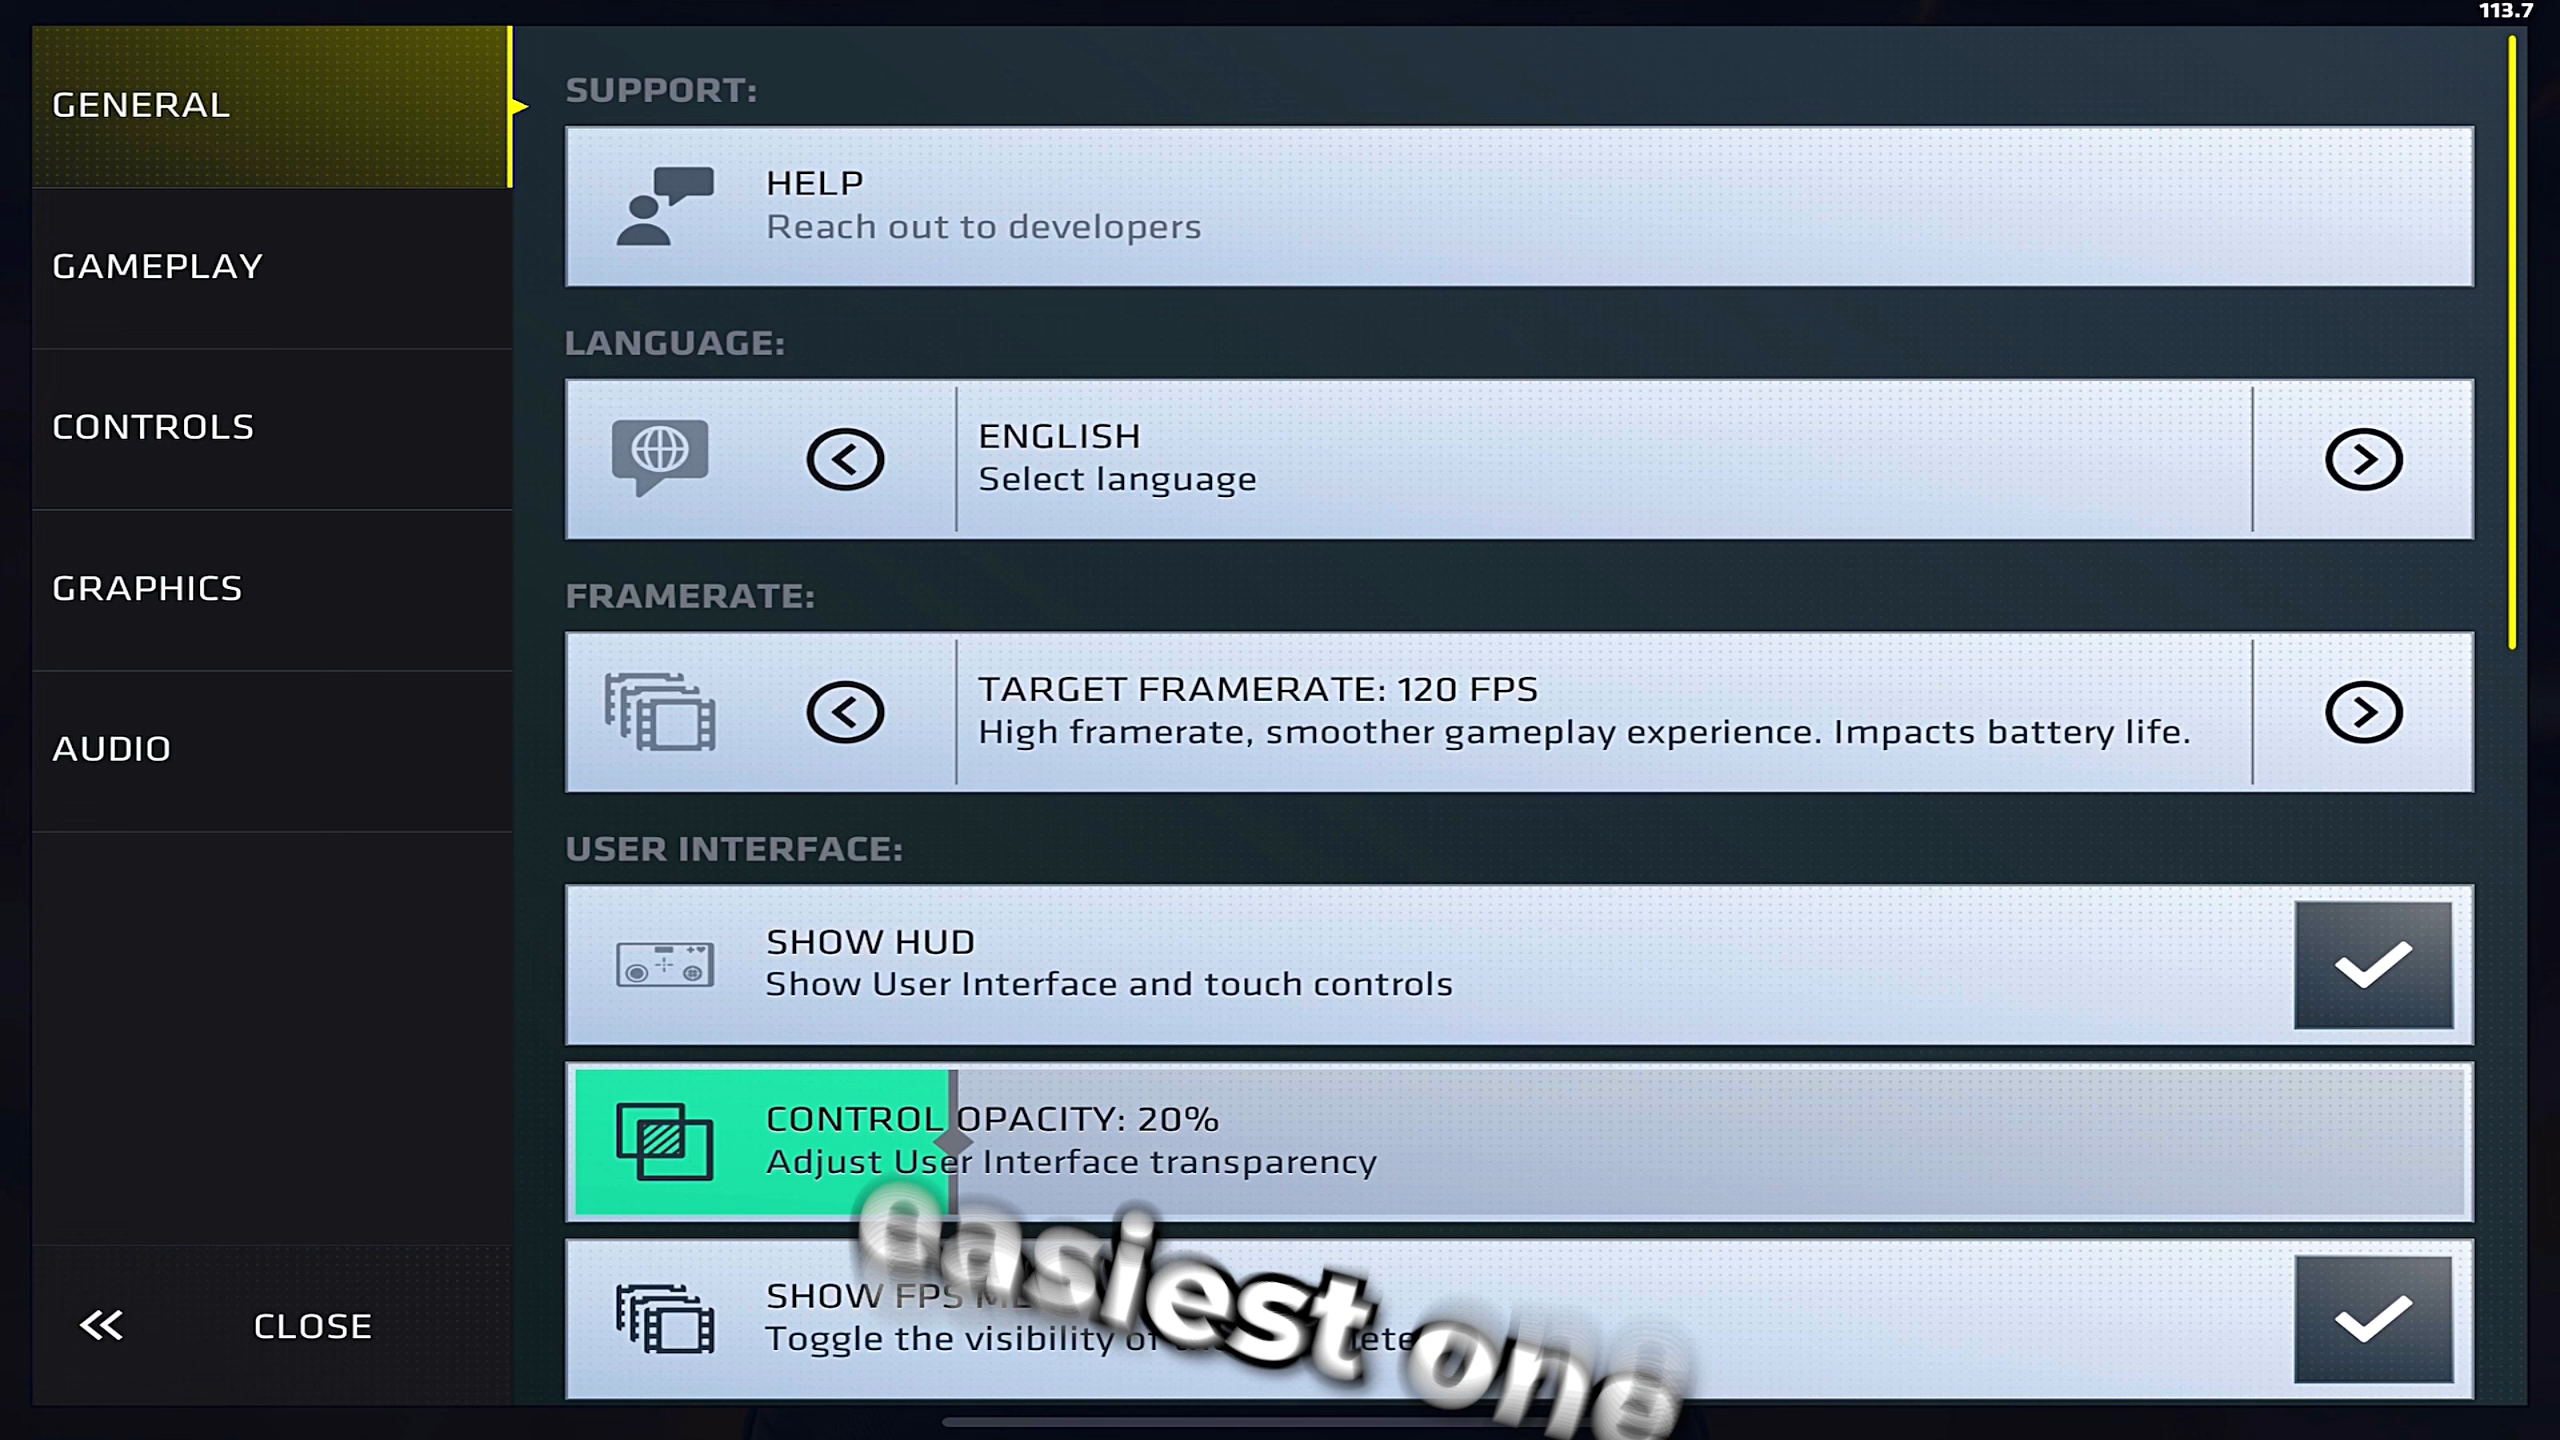 113.7
GENERAL
GAMEPLAY
CONTROLS
GRAPHICS
AUDIO
CLOSE
SUPPORT:
HELP
Reach out to developers
LANGUAGE:
ENGLISH
Select language
FRAMERATE:
TARGET FRAMERATE: 120 FPS
High framerate, smoother gameplay experience. Impacts battery life.
USER INTERFACE:
SHOW HUD
Show User Interface and touch controls
CONTROL OPACITY: 20%
Adjust User Interface transparency
SHOW FPS
Toggle the visibility of
easiest one